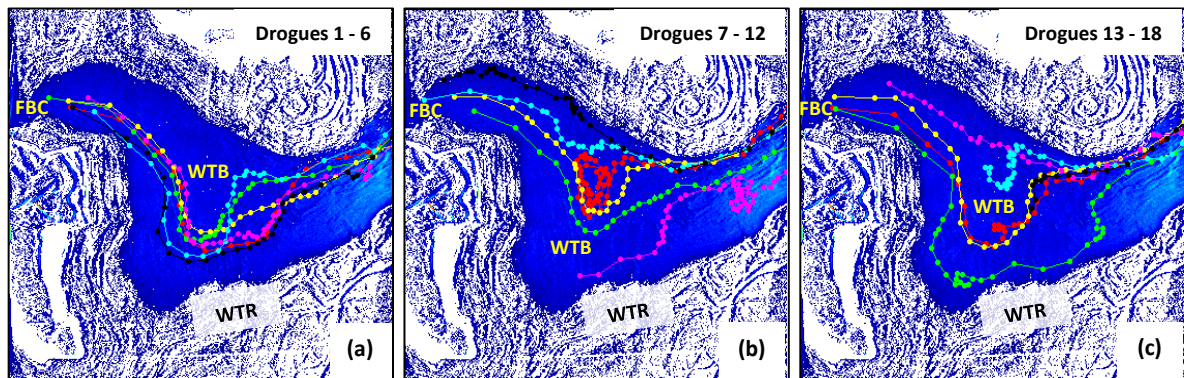 Drogues 1 - 6
FBC
WTB
WTR
(a)
Drogues 7 - 12
FBC
WTB
WTR
(b)
Drogues 13 - 18
FBC
WTB
WTR
(c)